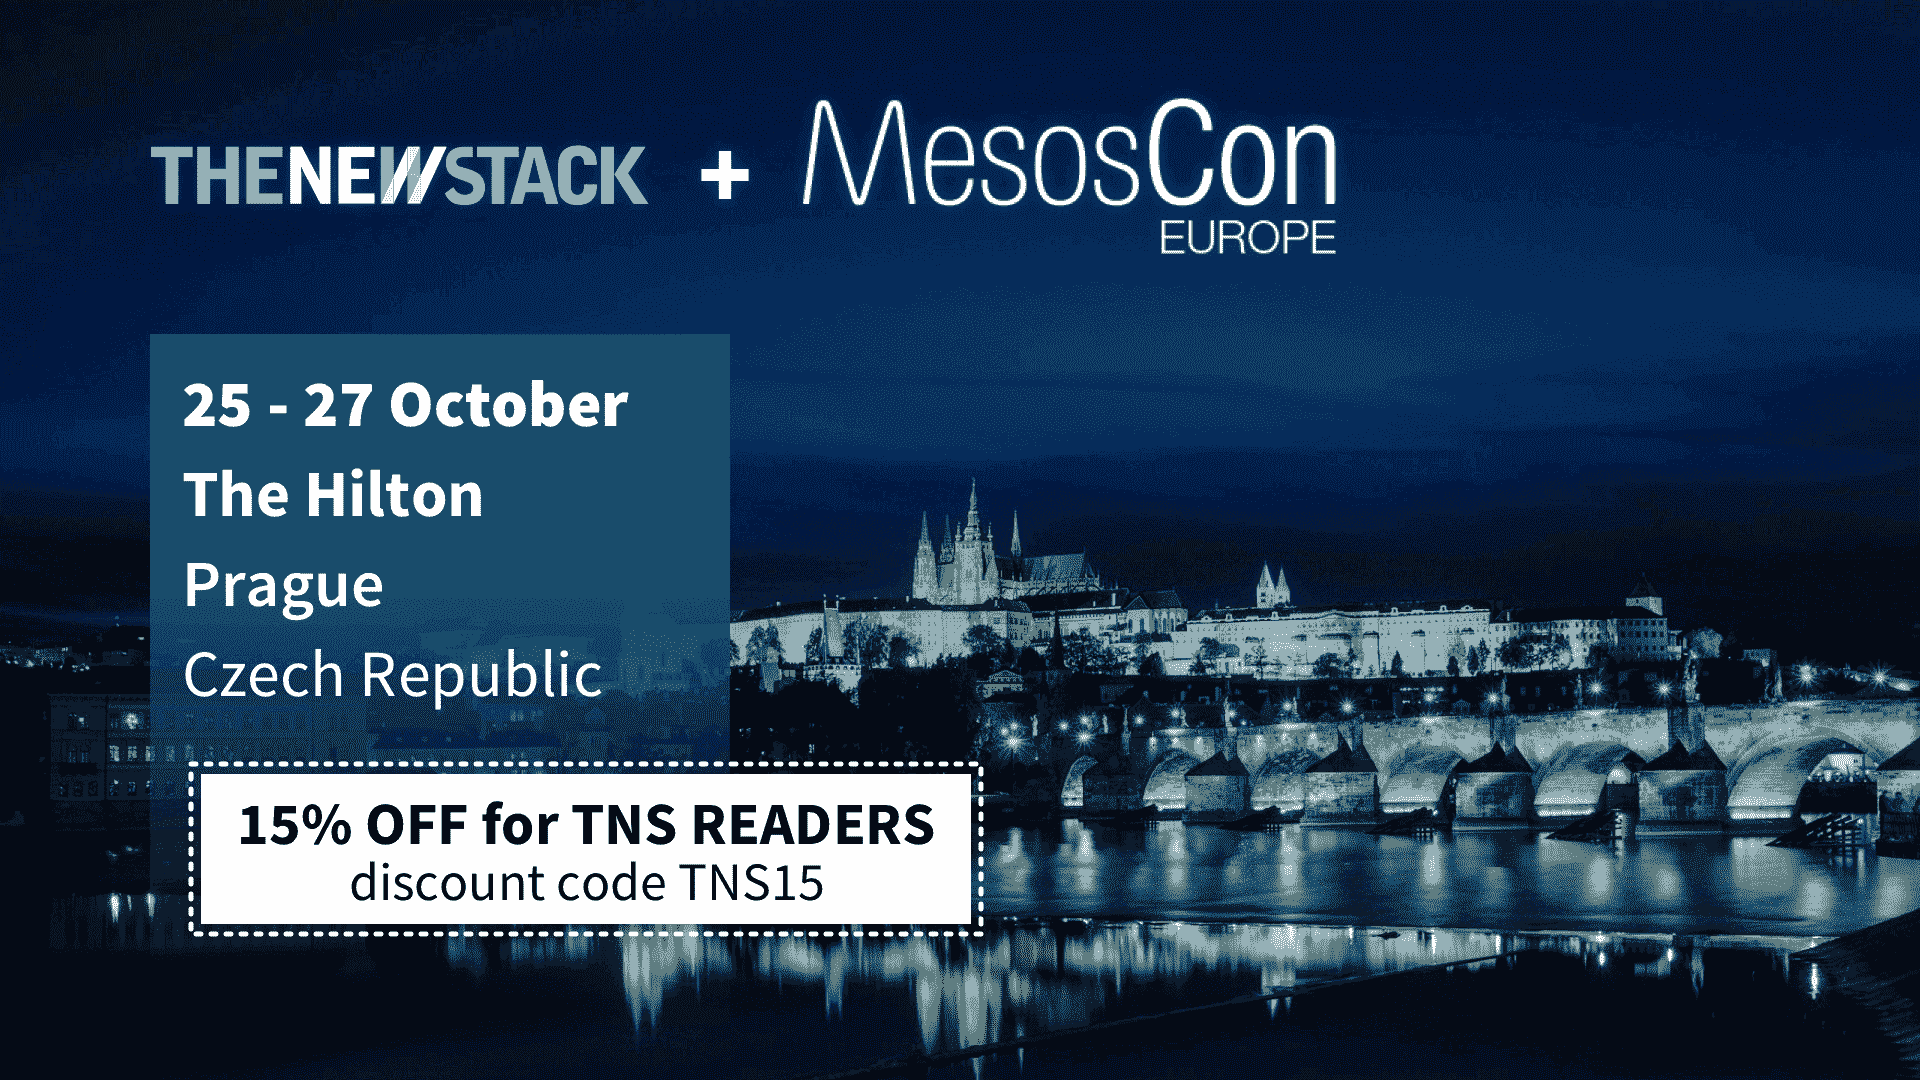 THENEWSTACK + MesosCon
EUROPE
25 - 27 October
The Hilton
Prague
Czech Republic
15% OFF for TNS READERS
discount code TNS15